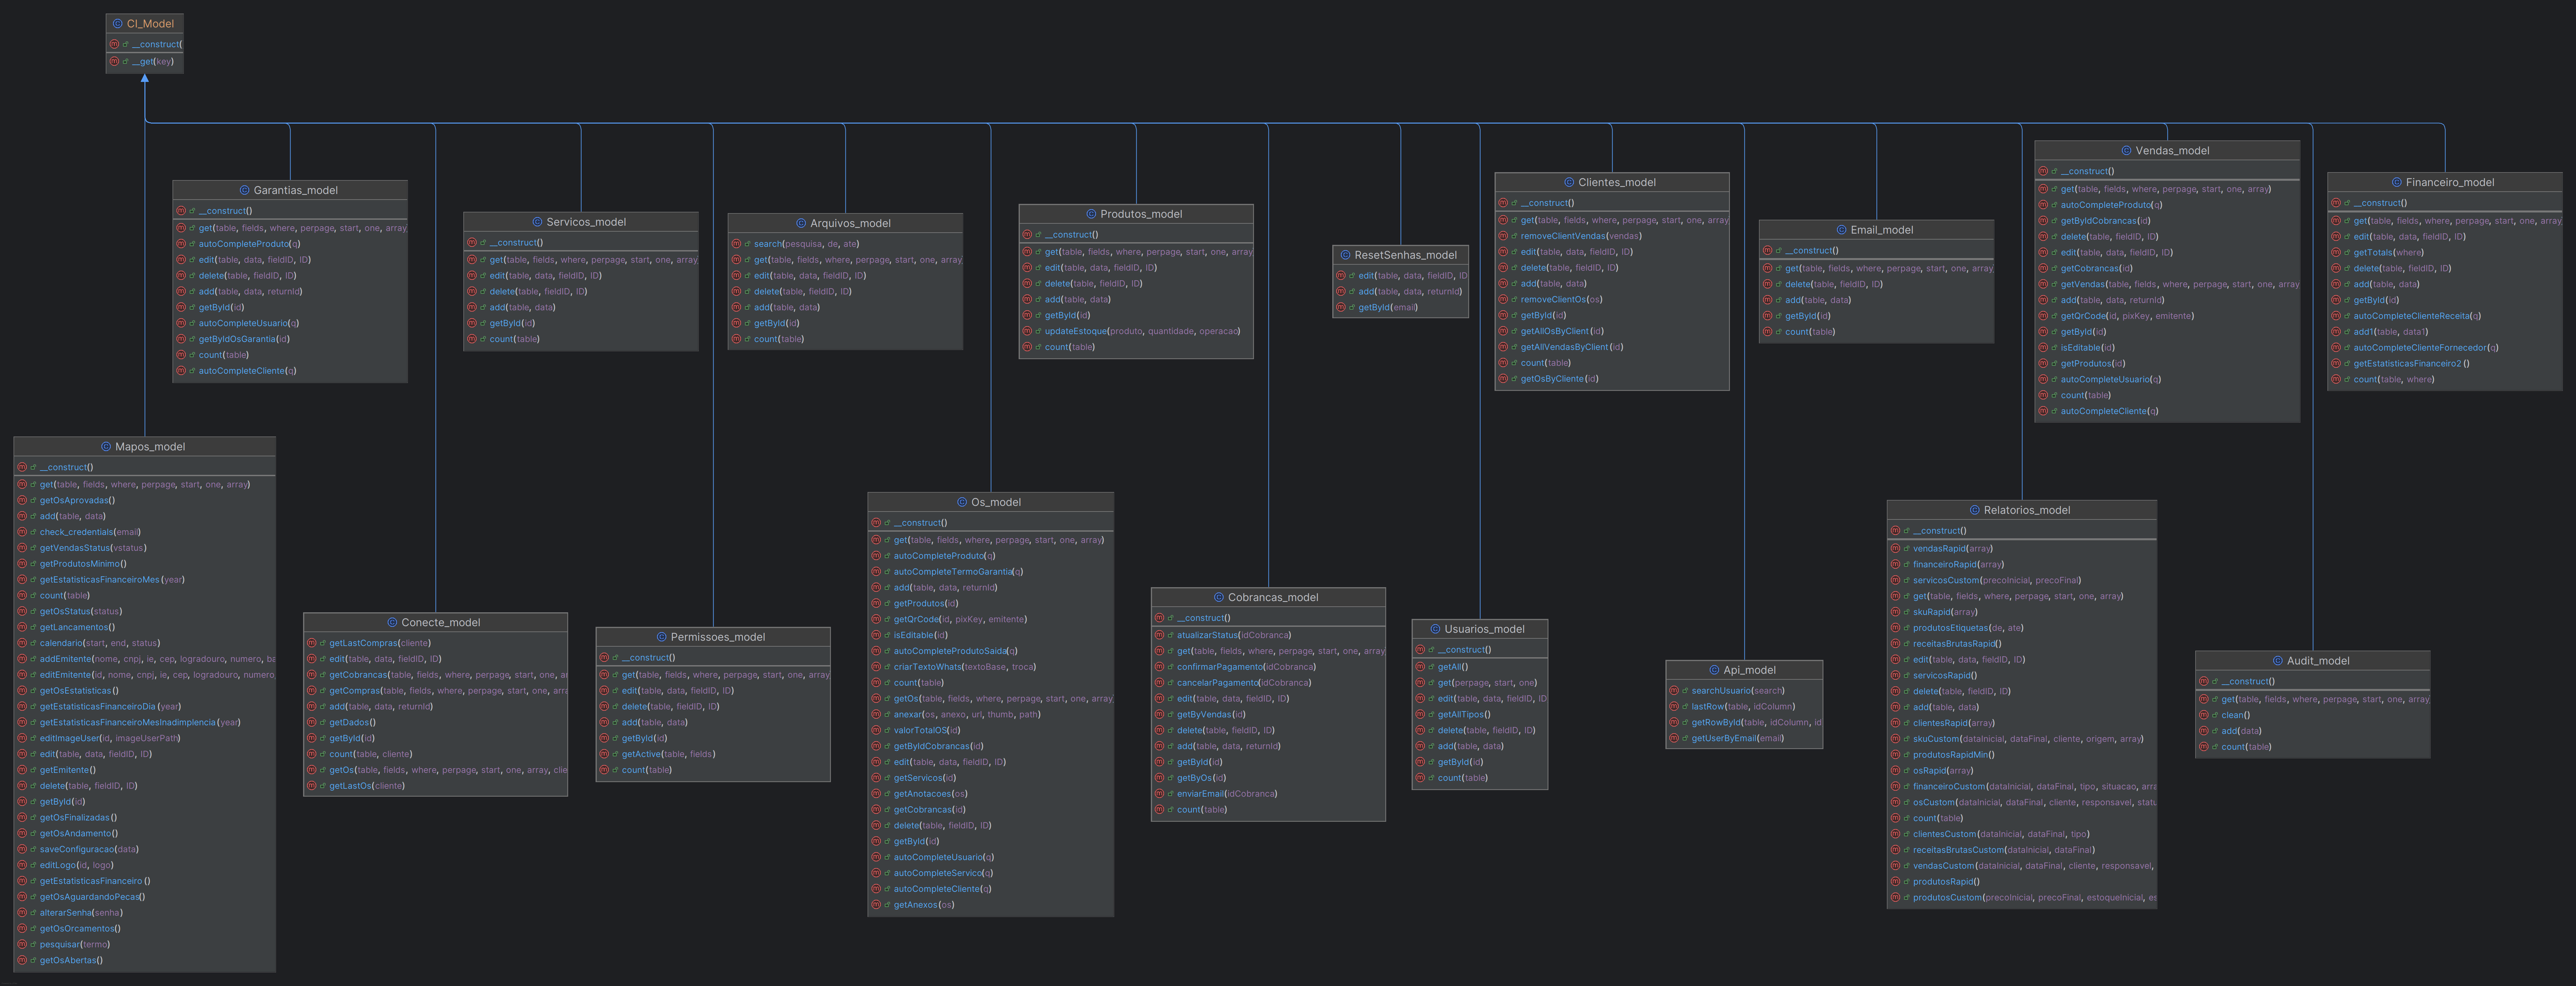 CI_Model
__construct(
__get(key)
Garantias_model
__construct()
get(table, fields, where, perpage, start, one, array
autoCompleteProduto(q)
edit(table, data, fieldID, ID)
delete(table, fieldID, ID)
add(table, data, returnId)
getById(id)
autoCompleteUsuario(q)
getByIdOsGarantia(id)
count(table)
autoCompleteCliente(q)
Servicos_model
__construct()
get(table, fields, where, perpage, start, one, array
edit(table, data, fieldID, ID)
delete(table, fieldID, ID)
add(table, data)
getById(id)
count(table)
Arquivos_model
search(pesquisa, de, ate)
get(table, fields, where, perpage, start, one, array
edit(table, data, fieldID, ID)
delete(table, fieldID, ID)
add(table, data)
getById(id)
count(table)
Produtos_model
__construct()
get(table, fields, where, perpage, start, one, array
edit(table, data, fieldID, ID)
delete(table, fieldID, ID)
add(table, data)
getById(id)
updateEstoque(produto, quantidade, operacao)
count(table)
ResetSenhas_model
edit(table, data, fieldID, ID
add(table, data, returnId)
getById(email)
Clientes_model
__construct()
get(table, fields, where, perpage, start, one, array
removeClientVendas(vendas)
edit(table, data, fieldID, ID)
delete(table, fieldID, ID)
add(table, data)
removeClientOs(os)
getById(id)
getAllOsByClient(id)
getAllVendasByClient(id)
count(table)
getOsByCliente(id)
Email_model
__construct()
get(table, fields, where, perpage, start, one, array
delete(table, fieldID, ID)
add(table, data)
getById(id)
count(table)
Vendas_model
__construct()
get(table, fields, where, perpage, start, one, array)
autoCompleteProduto(q)
getByIdCobrancas(id)
delete(table, fieldID, ID)
edit(table, data, fieldID, ID)
getCobrancas(id)
getVendas(table, fields, where, perpage, start, one, array
add(table, data, returnId)
getQrCode(id, pixKey, emitente)
getById(id)
isEditable(id)
getProdutos(id)
autoCompleteUsuario(q)
count(table)
autoCompleteCliente(q)
Financeiro_model
__construct()
get(table, fields, where, perpage, start, one, array
edit(table, data, fieldID, ID)
getTotals(where)
delete(table, fieldID, ID)
add(table, data)
getById(id)
autoCompleteClienteReceita(q)
add1(table, data1)
autoCompleteClienteFornecedor(q)
getEstatisticasFinanceiro2()
count(table, where)
Mapos_model
__construct()
get(table, fields, where, perpage, start, one, array)
getOsAprovadas()
add(table, data)
check_credentials(email)
getVendasStatus(vstatus)
getProdutosMinimo()
getEstatisticasFinanceiroMes(year)
count(table)
getOsStatus(status)
getLancamentos()
calendario(start, end, status)
addEmitente(nome, cnpj, ie, cep, logradouro, numero, ba
editEmitente(id, nome, cnpj, ie, cep, logradouro, numero,
getOsEstatisticas()
getEstatisticasFinanceiroDia(year)
getEstatisticasFinanceiroMesInadimplencia(year)
editImageUser(id, imageUserPath)
edit(table, data, fieldID, ID)
getEmitente()
delete(table, fieldID, ID)
getById(id)
getOsFinalizadas()
getOsAndamento()
saveConfiguracao(data)
editLogo(id, logo)
getEstatisticasFinanceiro()
getOsAguardandoPecas()
alterarSenha(senha)
getOsOrcamentos()
pesquisar(termo)
getOsAbertas()
Conecte_model
getLastCompras(cliente)
edit(table, data, fieldID, ID)
getCobrancas(table, fields, where, perpage, start, one, ar
getCompras(table, fields, where, perpage, start, one, arra
add(table, data, returnId)
getDados()
getById(id)
count(table, cliente)
getOs(table, fields, where, perpage, start, one, array, clie
getLastOs(cliente)
Permissoes_model
__construct()
get(table, fields, where, perpage, start, one, array
edit(table, data, fieldID, ID)
delete(table, fieldID, ID)
add(table, data)
getById(id)
getActive(table, fields)
count(table)
Os_model
__construct()
get(table, fields, where, perpage, start, one, array)
autoCompleteProduto(q)
autoCompleteTermoGarantia(q)
add(table, data, returnId)
getProdutos(id)
getQrCode(id, pixKey, emitente)
isEditable(id)
autoCompleteProdutoSaida(q)
criarTextoWhats(textoBase, troca)
count(table)
getOs(table, fields, where, perpage, start, one, array
anexar(os, anexo, url, thumb, path)
valorTotalOS(id)
getByIdCobrancas(id)
edit(table, data, fieldID, ID)
getServicos(id)
getAnotacoes(os)
getCobrancas(id)
delete(table, fieldID, ID)
getById(id)
autoCompleteUsuario(q)
autoCompleteServico(q)
autoCompleteCliente(q)
getAnexos(os)
Cobrancas_model
__construct()
atualizarStatus(idCobranca)
get(table, fields, where, perpage, start, one, array
confirmarPagamento(idCobranca)
cancelarPagamento(idCobranca)
edit(table, data, fieldID, ID)
getByVendas(id)
delete(table, fieldID, ID)
add(table, data, returnId)
getById(id)
getByOs(id)
enviarEmail(idCobranca)
count(table)
Usuarios_model
__construct()
getAll()
get(perpage, start, one)
edit(table, data, fieldID, ID
getAllTipos()
delete(table, fieldID, ID)
add(table, data)
getById(id)
count(table)
Api_model
searchUsuario(search)
lastRow(table, idColumn)
getRowById(table, idColumn, id
getUserByEmail(email)
Relatorios_model
__construct()
vendasRapid(array)
financeiroRapid(array)
servicosCustom(precoInicial, precoFinal)
get(table, fields, where, perpage, start, one, array)
skuRapid(array)
produtosEtiquetas(de, ate)
receitasBrutasRapid()
edit(table, data, fieldID, ID)
servicosRapid()
delete(table, fieldID, ID)
add(table, data)
clientesRapid(array)
skuCustom(dataInicial, dataFinal, cliente, origem, array)
produtosRapidMin()
osRapid(array)
financeiroCustom(dataInicial, dataFinal, tipo, situacao, arra
osCustom(dataInicial, dataFinal, cliente, responsavel, statu
count(table)
clientesCustom(dataInicial, dataFinal, tipo)
receitasBrutasCustom(dataInicial, dataFinal)
vendasCustom(dataInicial, dataFinal, cliente, responsavel,
produtosRapid()
produtosCustom(precoInicial, precoFinal, estoqueInicial, es
Audit_model
__construct()
get(table, fields, where, perpage, start, one, array
clean()
add(data)
count(table)